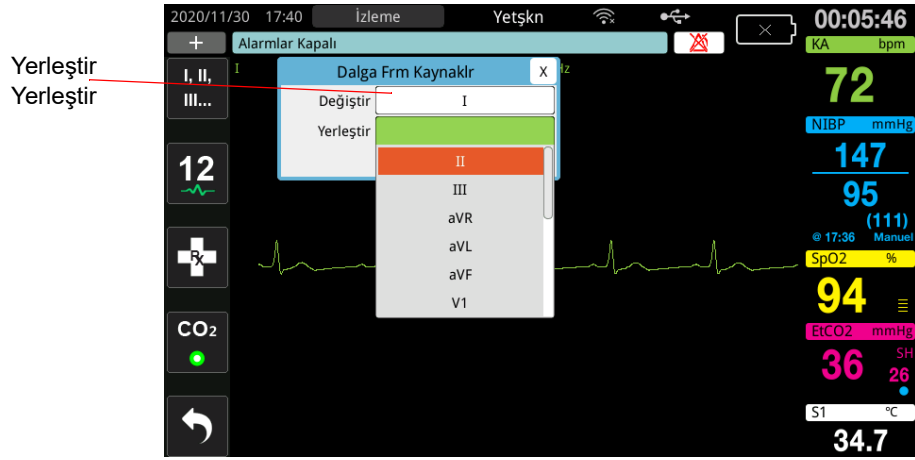 2020/11/30 17:40 İzleme Yetşkn 00:05:46
Alarmlar Kapalı
KA bpm
72
Yerleştir
Yerleştir
I, II,
III...
I
Hz
Dalga Frm Kaynaklr X
Değiştir I
Yerleştir
II
III
aVR
aVL
aVF
V1
12
Rx
CO2
NIBP mmHg
147
95
(111)
@ 17:36 Manuel
SpO2 %
94
EtCO2 mmHg
36
SH
26
S1 °C
34.7